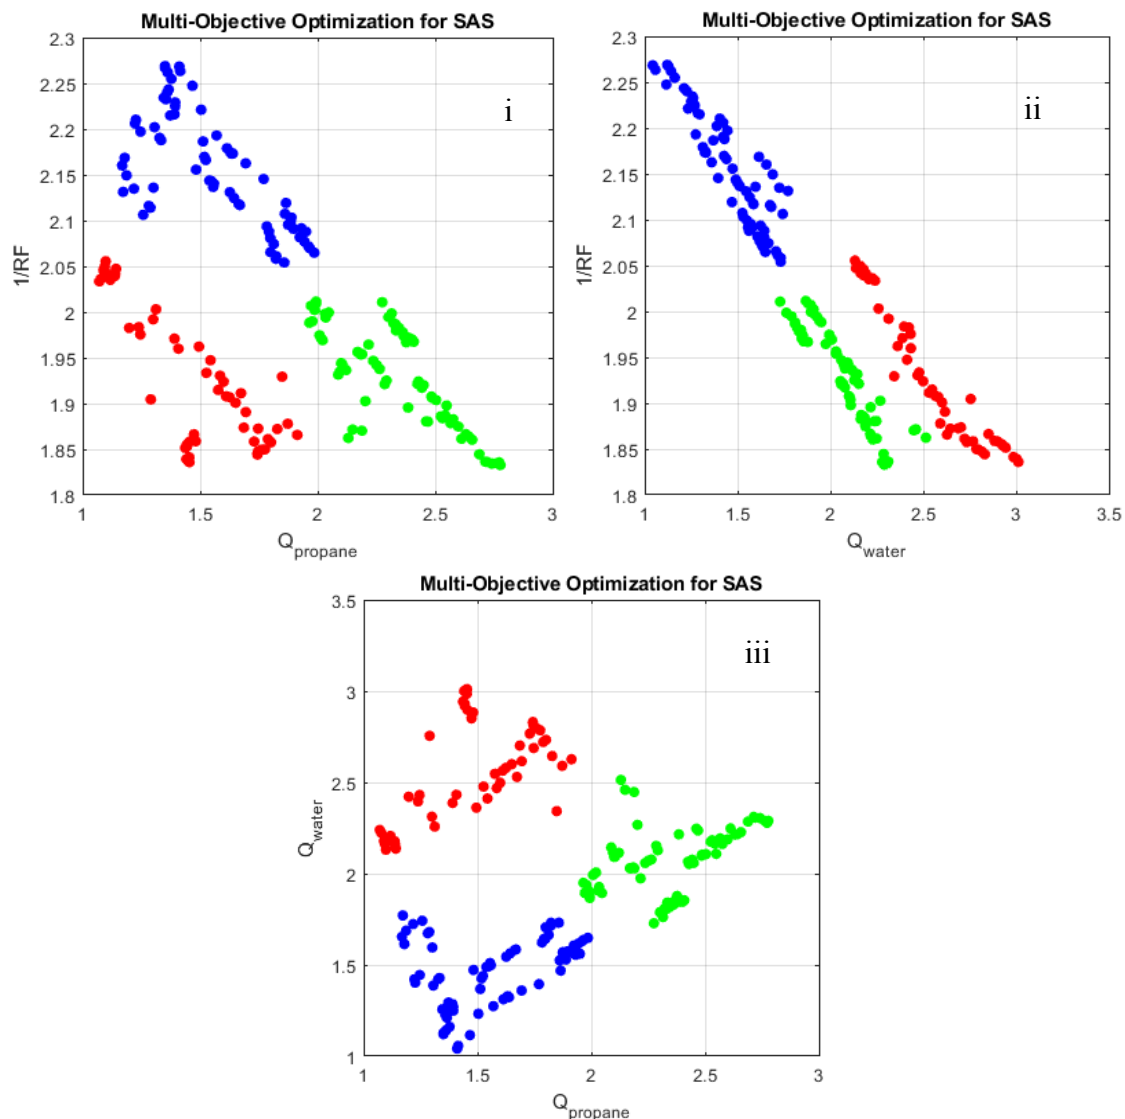 Multi-Objective Optimization for SAS
2.3
2.25
2.2
2.15
2.1
2.05
2
1.95
1.9
1.85
1.8
1/RF
i
1 1.5 2 2.5 3
Q_propane
Multi-Objective Optimization for SAS
2.3
2.25
2.2
2.15
2.1
2.05
2
1.95
1.9
1.85
1.8
1/RF
ii
1 1.5 2 2.5 3 3.5
Q_water
Multi-Objective Optimization for SAS
3.5
3
2.5
2
1.5
1
Q_water
iii
1 1.5 2 2.5 3
Q_propane